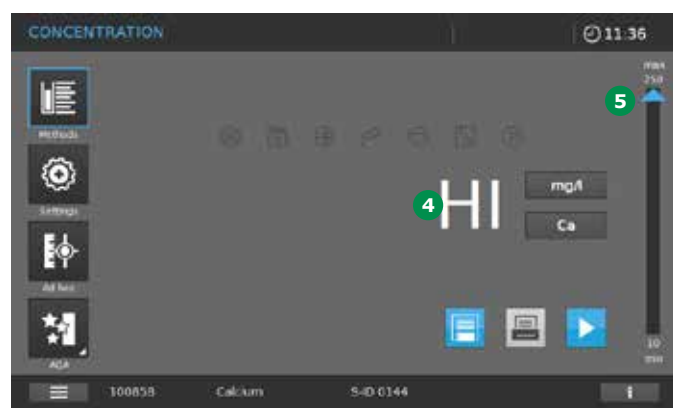 CONCENTRATION
11:36
max
250
5
Methods
Settings
4
HI
mg/l
Ca
Ad hoc
AQA
10
min
100858
Calcium
S-ID 0144
i